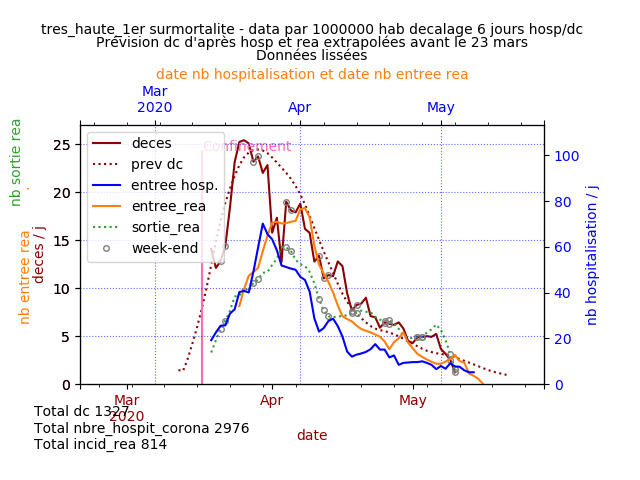 tres_haute_1er surmortalite - data par 1000000 hab decalage 6 jours hosp/dc
Prévision dc d'après hosp et rea extrapolées avant le 23 mars
Données lissées
date nb hospitalisation et date nb entree rea
Mar
2020
Apr
May
nb sortie rea
.
nb entree rea
deces / j
25
20
15
10
5
0
Confinement
deces
prev dc
entree hosp.
entree_rea
sortie_rea
week-end
100
80
60
40
20
0
nb hospitalisation / j
Mar
2020
Apr
May
date
Total dc 1327
Total nbre_hospit_corona 2976
Total incid_rea 814